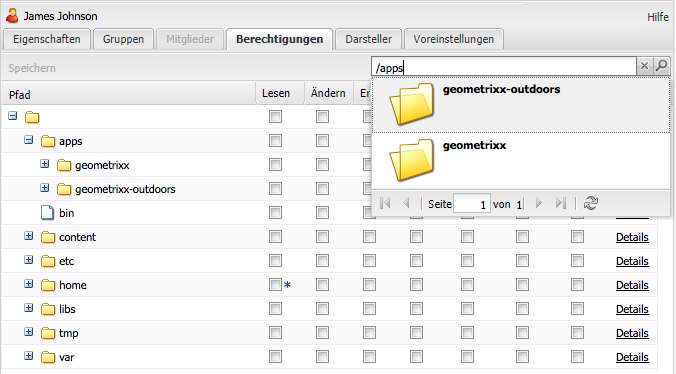 James Johnson
Hilfe
Eigenschaften Gruppen Mitglieder Berechtigungen Darsteller Voreinstellungen
Speichern
/apps
Pfad Lesen Ändern
geometrixx-outdoors
geometrixx
Seite 1 von 1
apps
geometrixx
geometrixx-outdoors
bin
content Details
etc Details
home * Details
libs Details
tmp Details
var Details